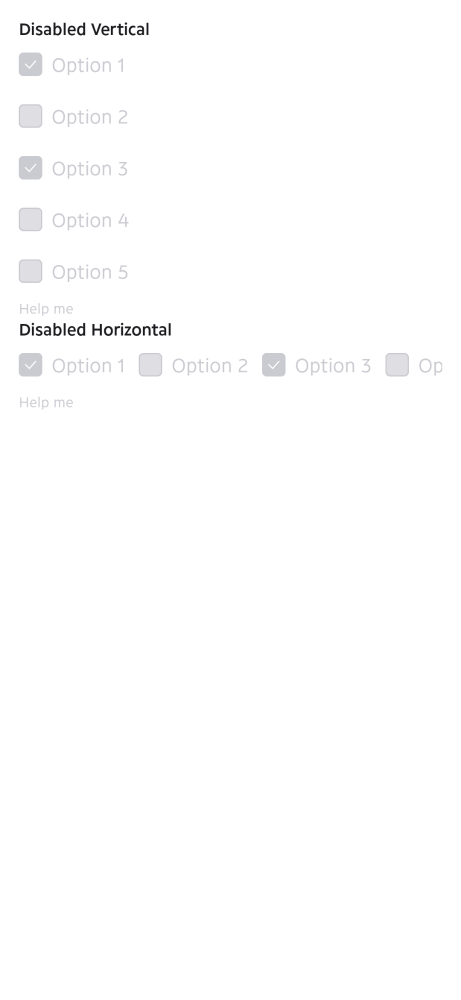 Disabled Vertical
Option 1
Option 2
Option 3
Option 4
Option 5
Help me
Disabled Horizontal
Option 1 Option 2 Option 3 Op
Help me